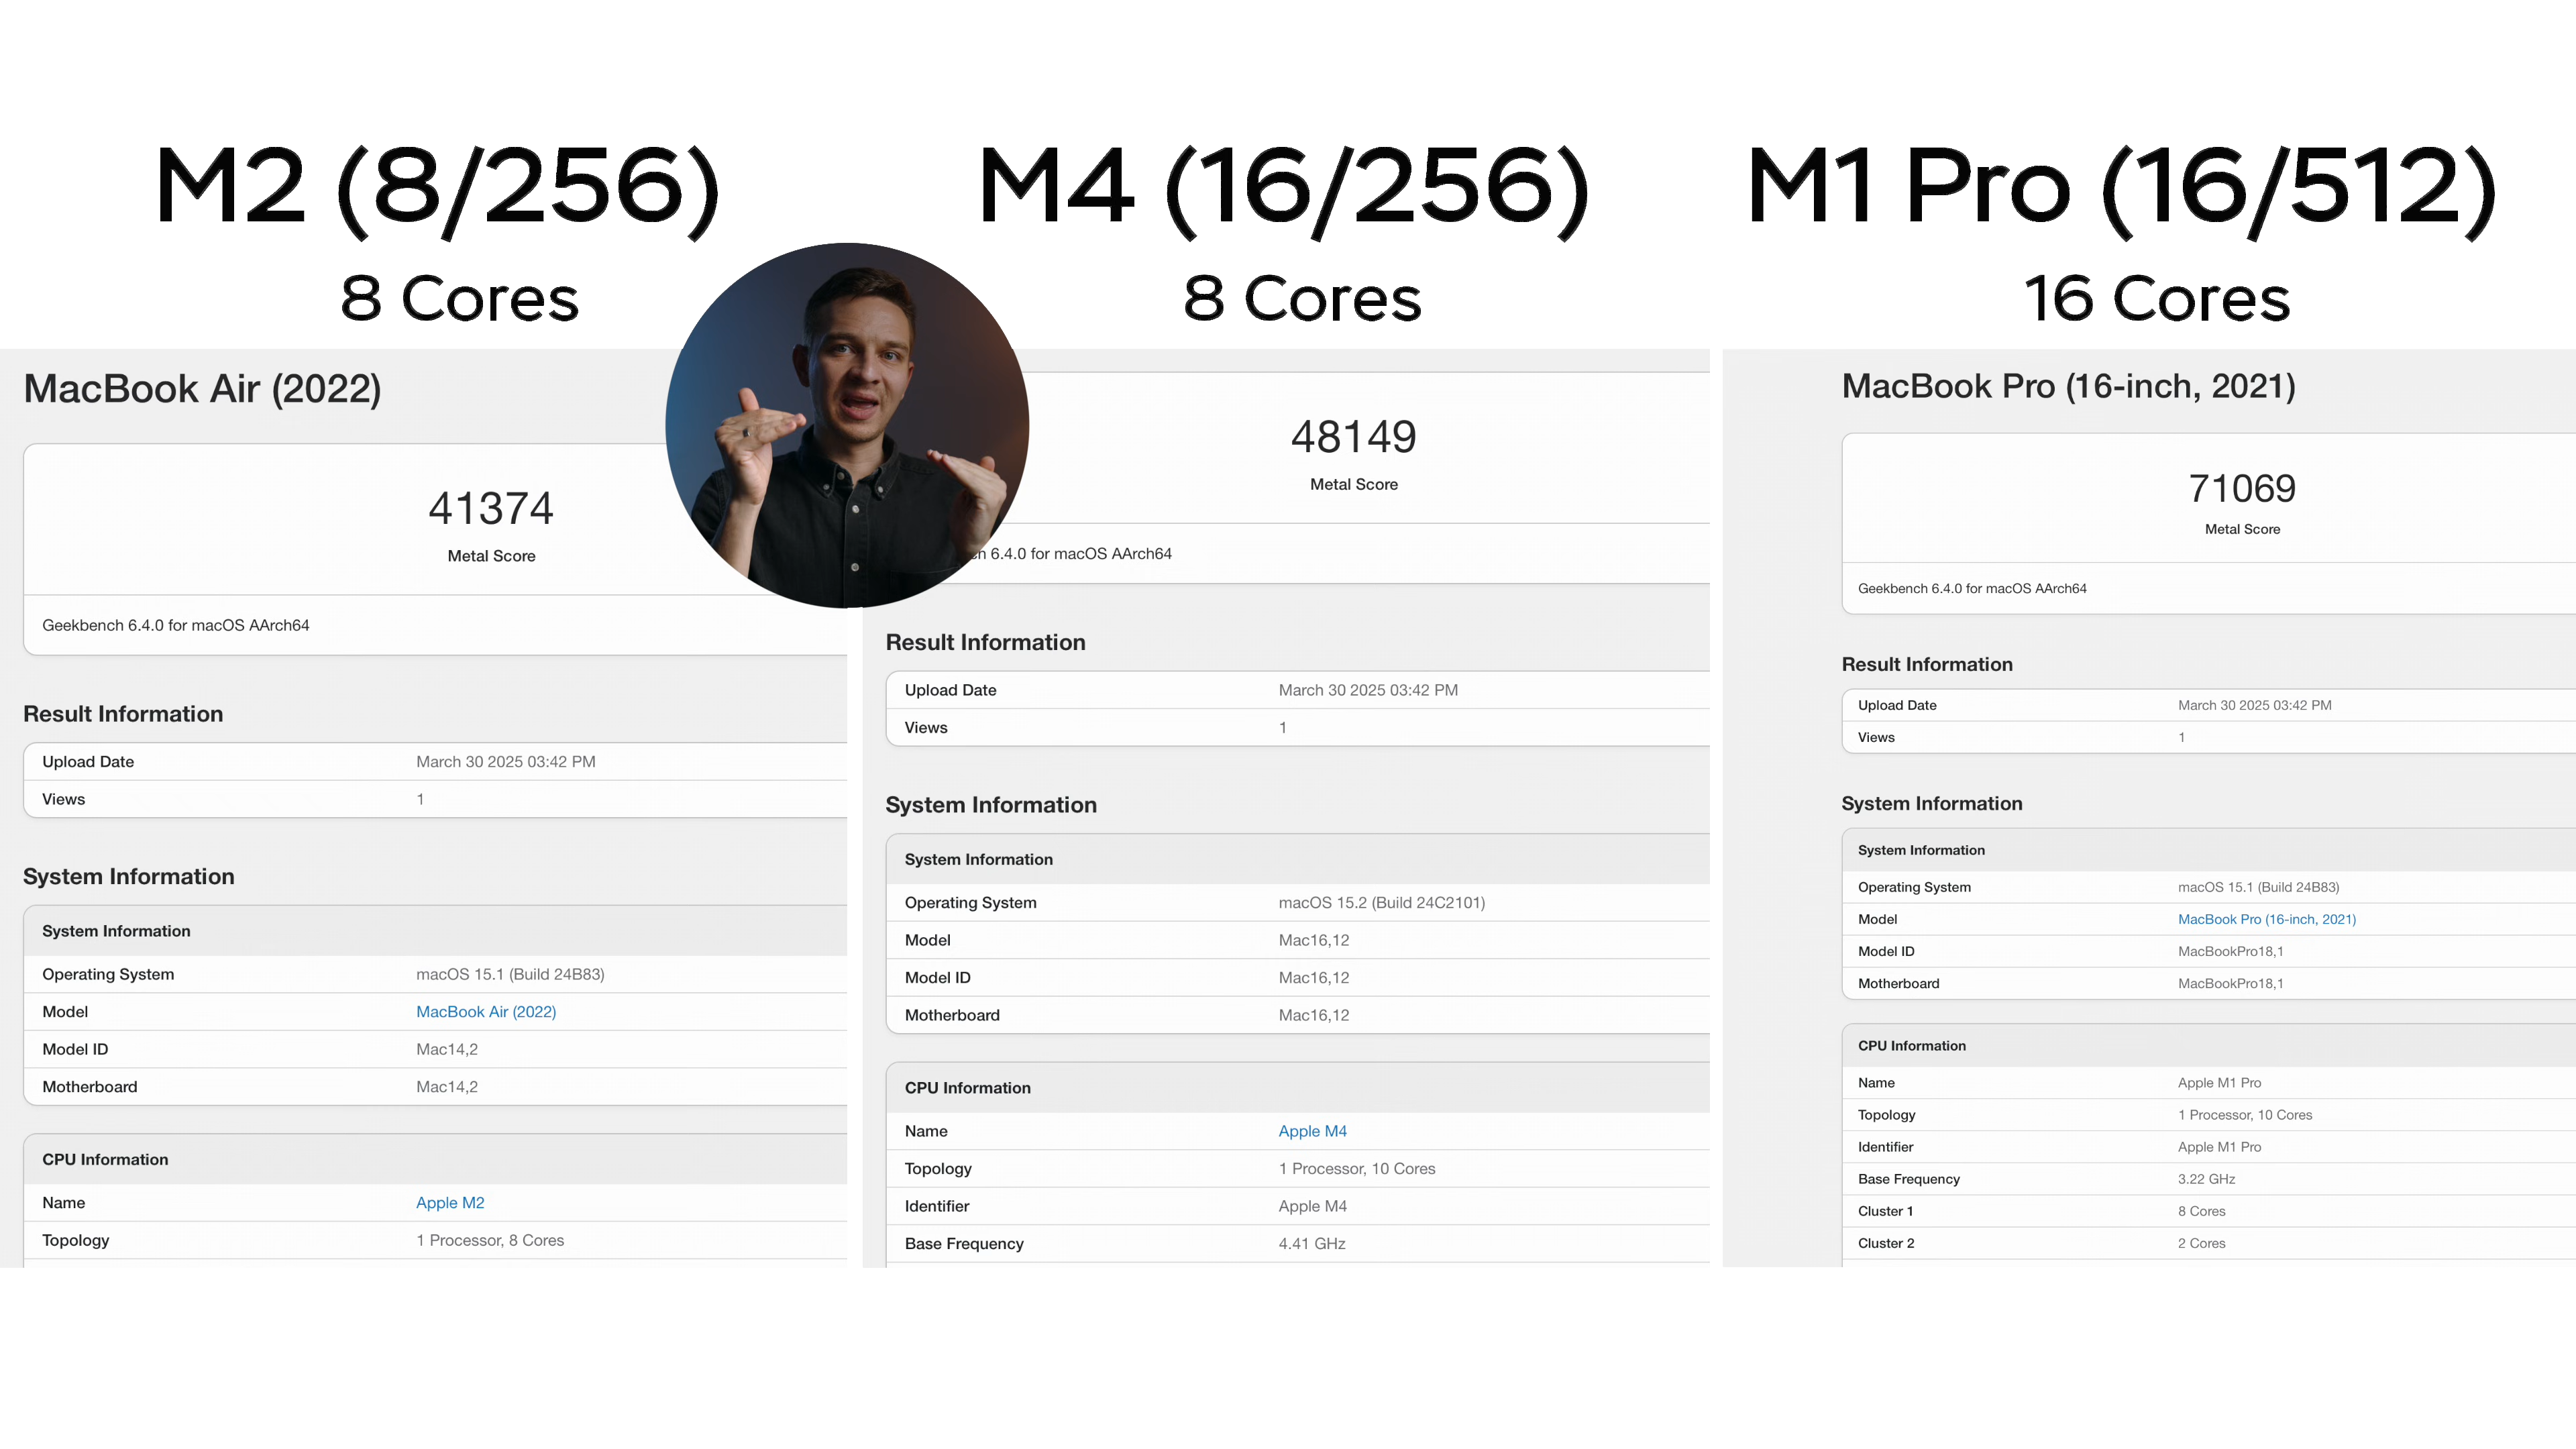 M2 (8/256)
8 Cores
MacBook Air (2022)
41374
Metal Score
Geekbench 6.4.0 for macOS AArch64
Result Information
Upload Date March 30 2025 03:42 PM
Views 1
System Information
System Information
Operating System macOS 15.1 (Build 24B83)
Model MacBook Air (2022)
Model ID Mac14,2
Motherboard Mac14,2
CPU Information
Name Apple M2
Topology 1 Processor, 8 Cores
M4 (16/256)
8 Cores
48149
Metal Score
6.4.0 for macOS AArch64
Result Information
Upload Date March 30 2025 03:42 PM
Views 1
System Information
System Information
Operating System macOS 15.2 (Build 24C2101)
Model Mac16,12
Model ID Mac16,12
Motherboard Mac16,12
CPU Information
Name Apple M4
Topology 1 Processor, 10 Cores
Identifier Apple M4
Base Frequency 4.41 GHz
M1 Pro (16/512)
16 Cores
MacBook Pro (16-inch, 2021)
71069
Metal Score
Geekbench 6.4.0 for macOS AArch64
Result Information
Upload Date March 30 2025 03:42 PM
Views 1
System Information
System Information
Operating System macOS 15.1 (Build 24B83)
Model MacBook Pro (16-inch, 2021)
Model ID MacBookPro18,1
Motherboard MacBookPro18,1
CPU Information
Name Apple M1 Pro
Topology 1 Processor, 10 Cores
Identifier Apple M1 Pro
Base Frequency 3.22 GHz
Cluster 1 8 Cores
Cluster 2 2 Cores